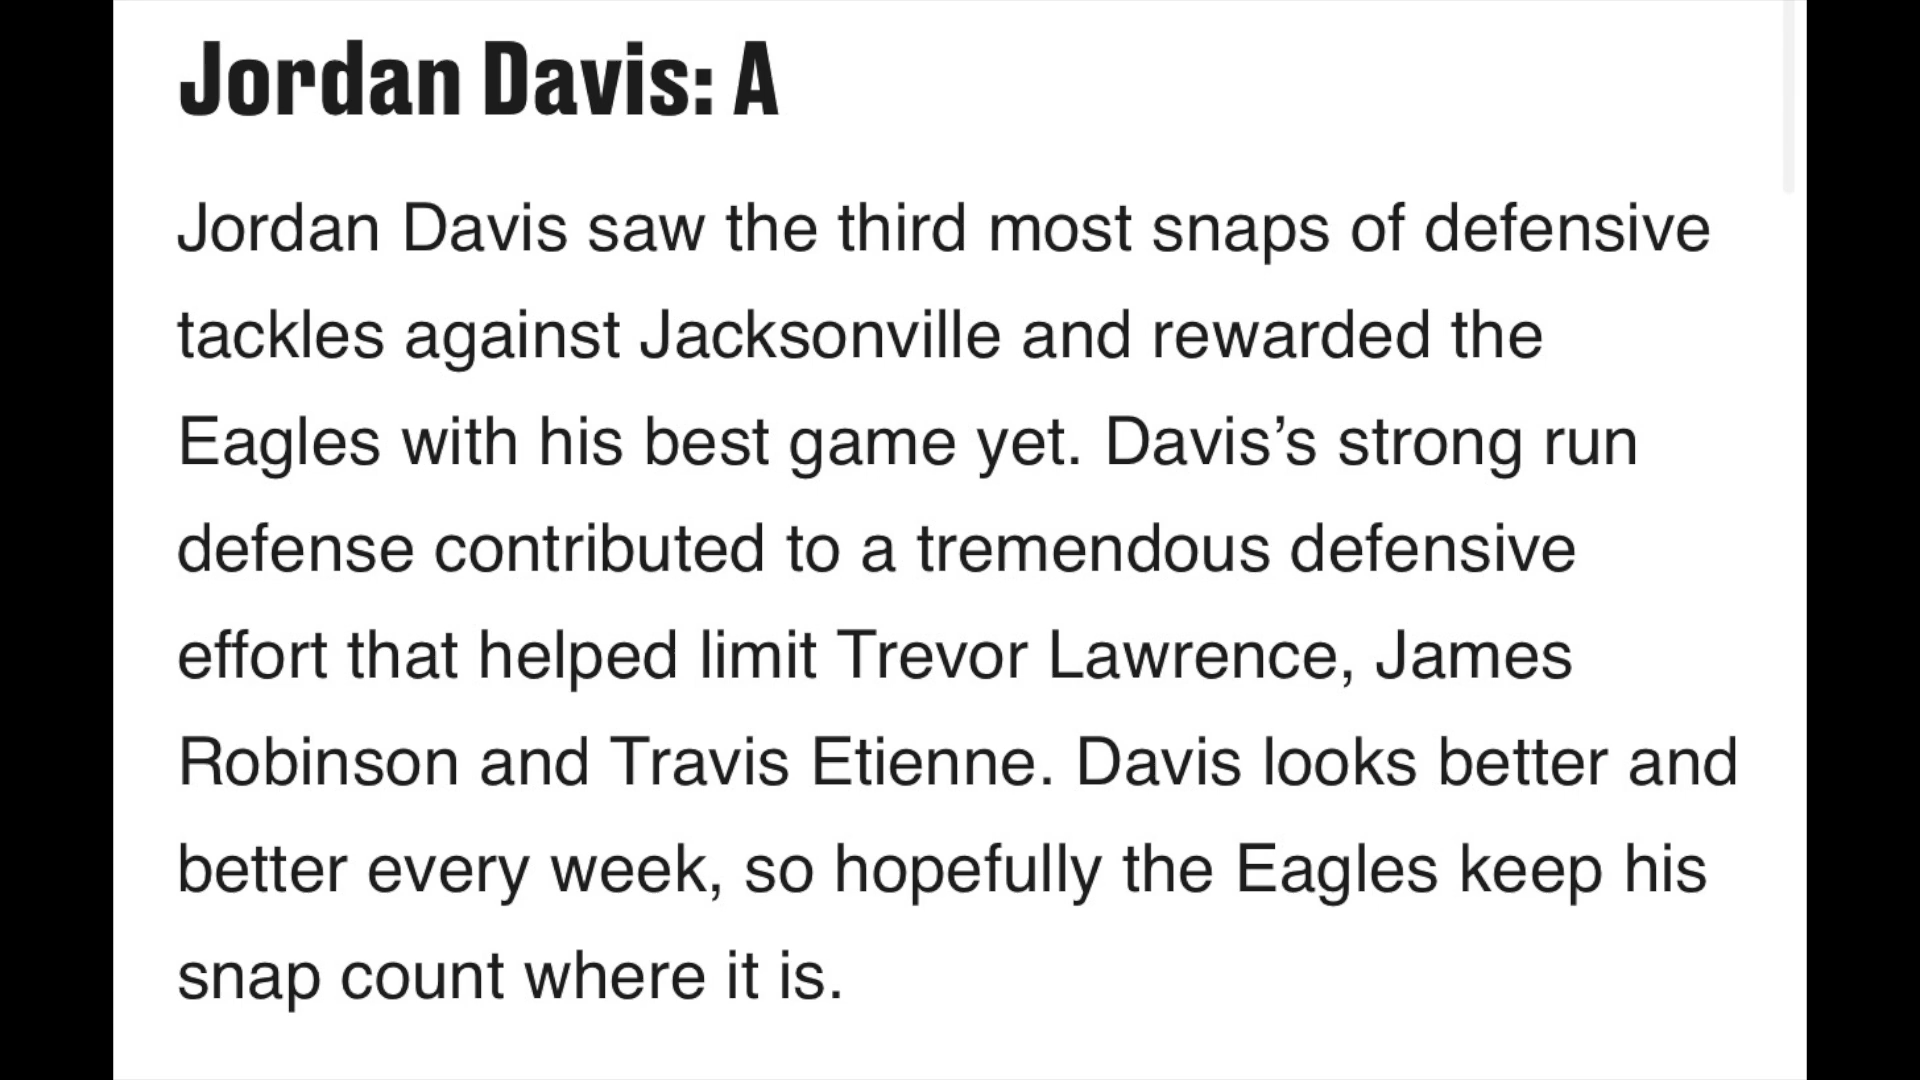 Jordan Davis: A
Jordan Davis saw the third most snaps of defensive
tackles against Jacksonville and rewarded the
Eagles with his best game yet. Davis’s strong run
defense contributed to a tremendous defensive
effort that helped limit Trevor Lawrence, James
Robinson and Travis Etienne. Davis looks better and
better every week, so hopefully the Eagles keep his
snap count where it is.